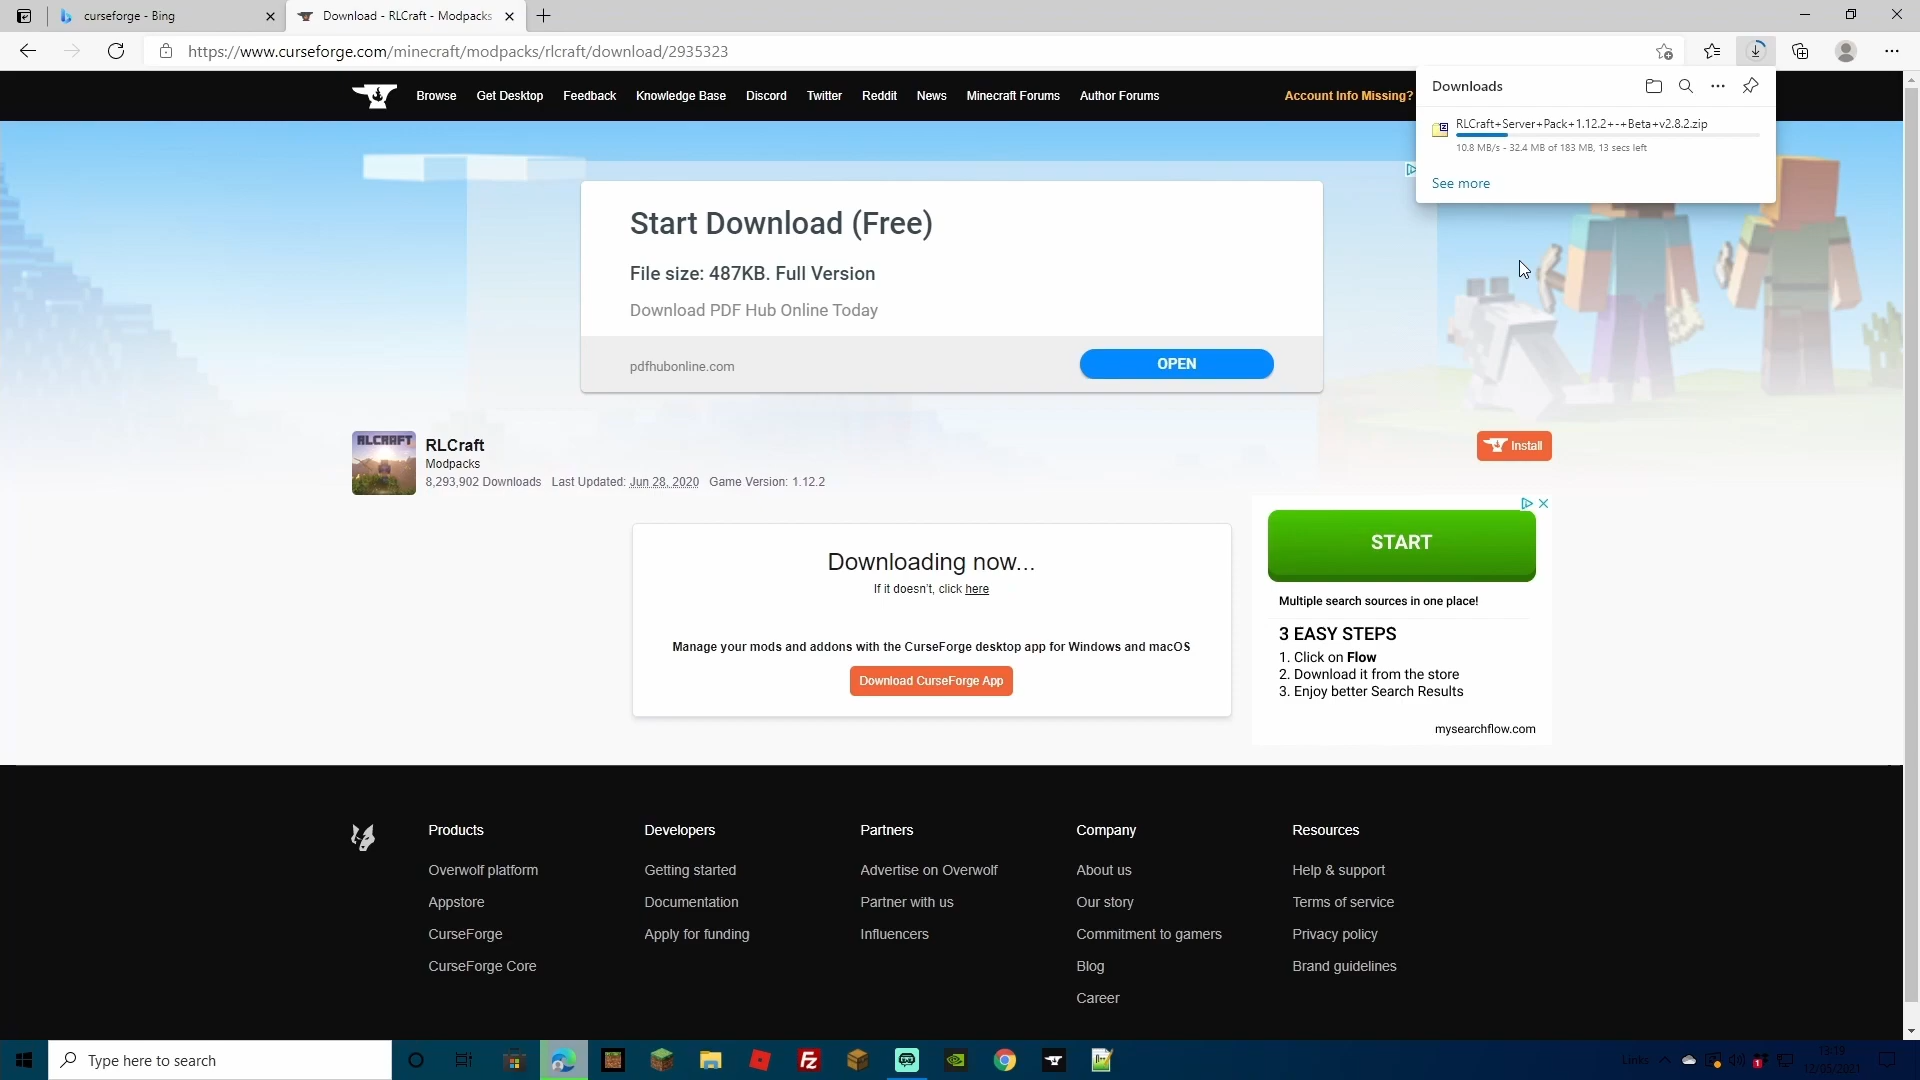 curseforge - Bing
Download - RLCraft - Modpacks
https://www.curseforge.com/minecraft/modpacks/rlcraft/download/2935323
Browse Get Desktop Feedback Knowledge Base Discord Twitter Reddit News Minecraft Forums Author Forums Account Info Missing?
Downloads
RLCraft+Server+Pack+1.12.2+-+Beta+v2.8.2.zip
10.8 MB/s - 32.4 MB of 183 MB, 13 secs left
See more
Start Download (Free)
File size: 487KB. Full Version
Download PDF Hub Online Today
pdfhubonline.com
OPEN
RLCRAFT
RLCraft
Modpacks
8,293,902 Downloads Last Updated: Jun 28, 2020 Game Version: 1.12.2
Install
Downloading now...
If it doesn't, click here
Manage your mods and addons with the CurseForge desktop app for Windows and macOS
Download CurseForge App
START
Multiple search sources in one place!
3 EASY STEPS
1. Click on Flow
2. Download it from the store
3. Enjoy better Search Results
mysearchflow.com
Products
Overwolf platform
Appstore
CurseForge
CurseForge Core
Developers
Getting started
Documentation
Apply for funding
Partners
Advertise on Overwolf
Partner with us
Influencers
Company
About us
Our story
Commitment to gamers
Blog
Career
Resources
Help & support
Terms of service
Privacy policy
Brand guidelines
Type here to search
Fz
Links
1
13:19
12/05/2021